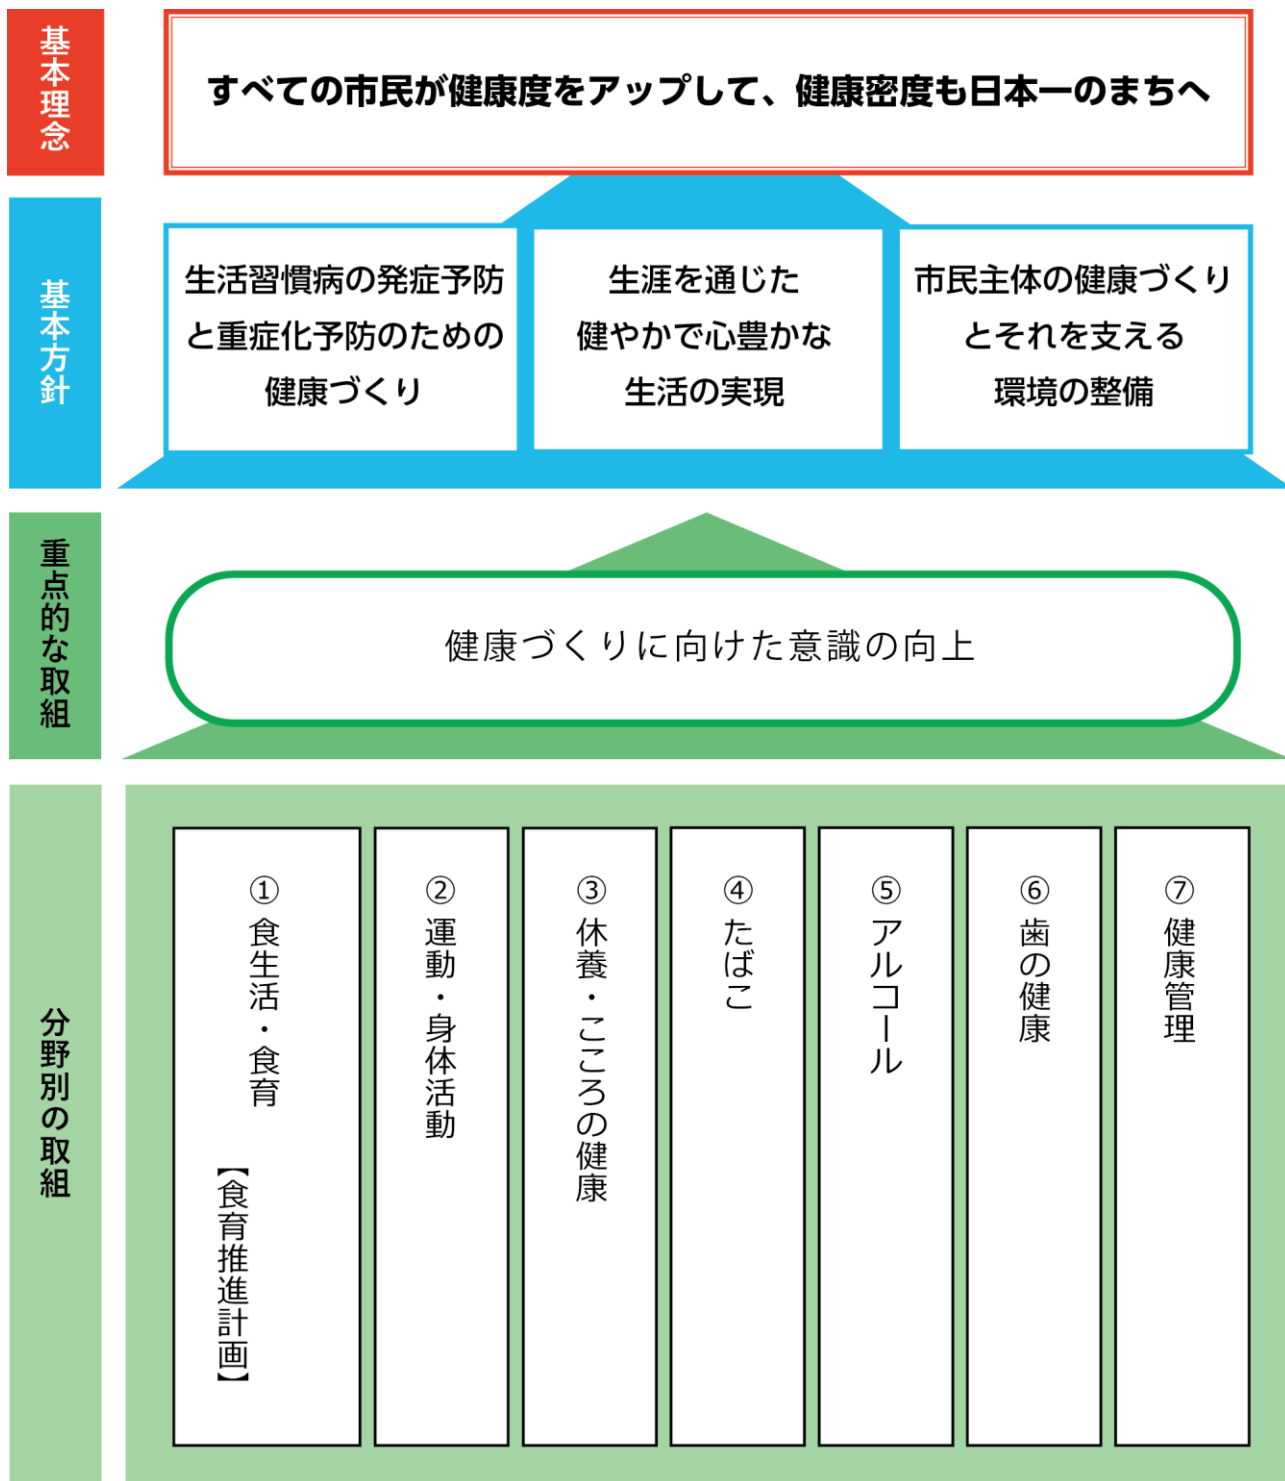 基本理念
すべての市民が健康度をアップして、健康密度も日本一のまちへ
基本方針
生活習慣病の発症予防
と重症化予防のための
健康づくり
生涯を通じた
健やかで心豊かな
生活の実現
市民主体の健康づくり
とそれを支える
環境の整備
重点的な取組
健康づくりに向けた意識の向上
分野別の取組
①食生活・食育
【食育推進計画】
②運動・身体活動
③休養・こころの健康
④たばこ
⑤アルコール
⑥歯の健康
⑦健康管理